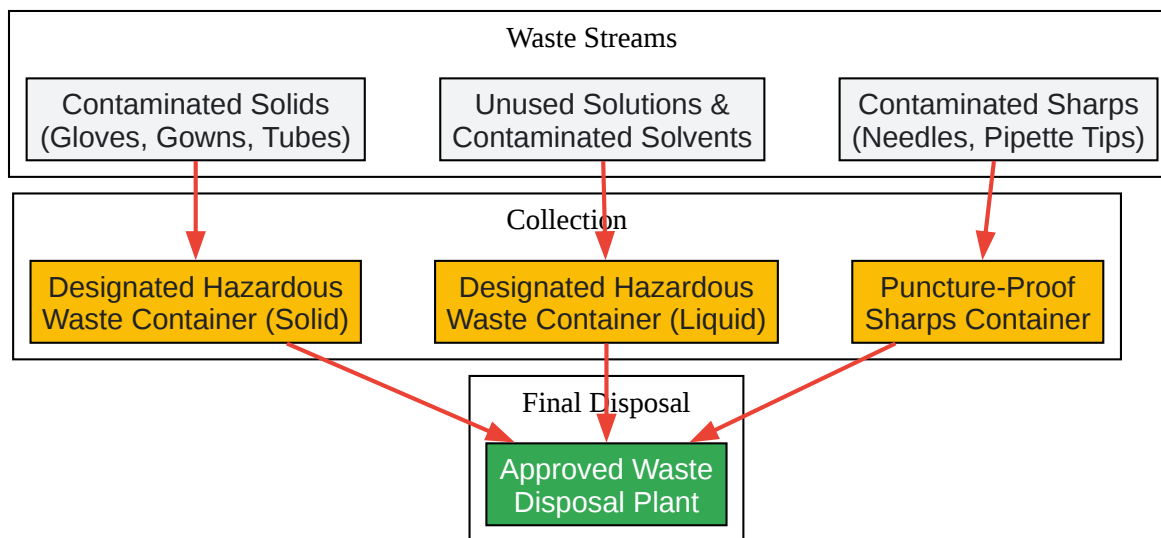 Waste Streams
Contaminated Solids
(Gloves, Gowns, Tubes)
Unused Solutions &
Contaminated Solvents
Contaminated Sharps
(Needles, Pipette Tips)
Collection
Designated Hazardous
Waste Container (Solid)
Designated Hazardous
Waste Container (Liquid)
Puncture-Proof
Sharps Container
Final Disposal
Approved Waste
Disposal Plant